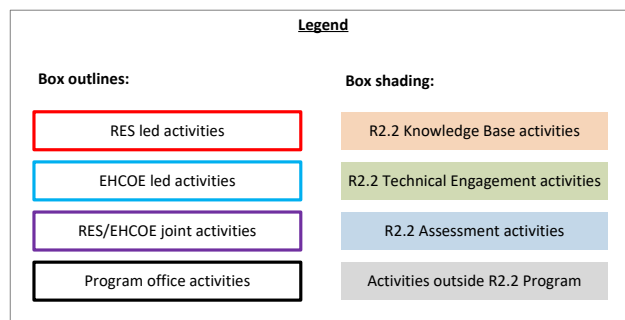 Legend
Box outlines:
Box shading:
RES led activities
R2.2 Knowledge Base activities
EHCOE led activities
R2.2 Technical Engagement activities
RES/EHCOE joint activities
R2.2 Assessment activities
Program office activities
Activities outside R2.2 Program